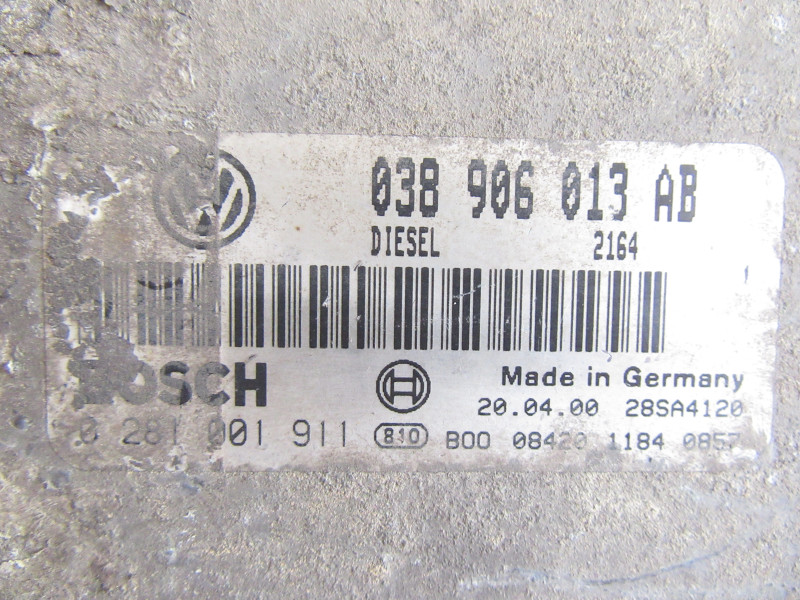 038 906 013 AB
DIESEL 2164
BOSCH Made in Germany
20.04.00 28SA4120
0 281 001 911 810 B00 08420 1184 0857